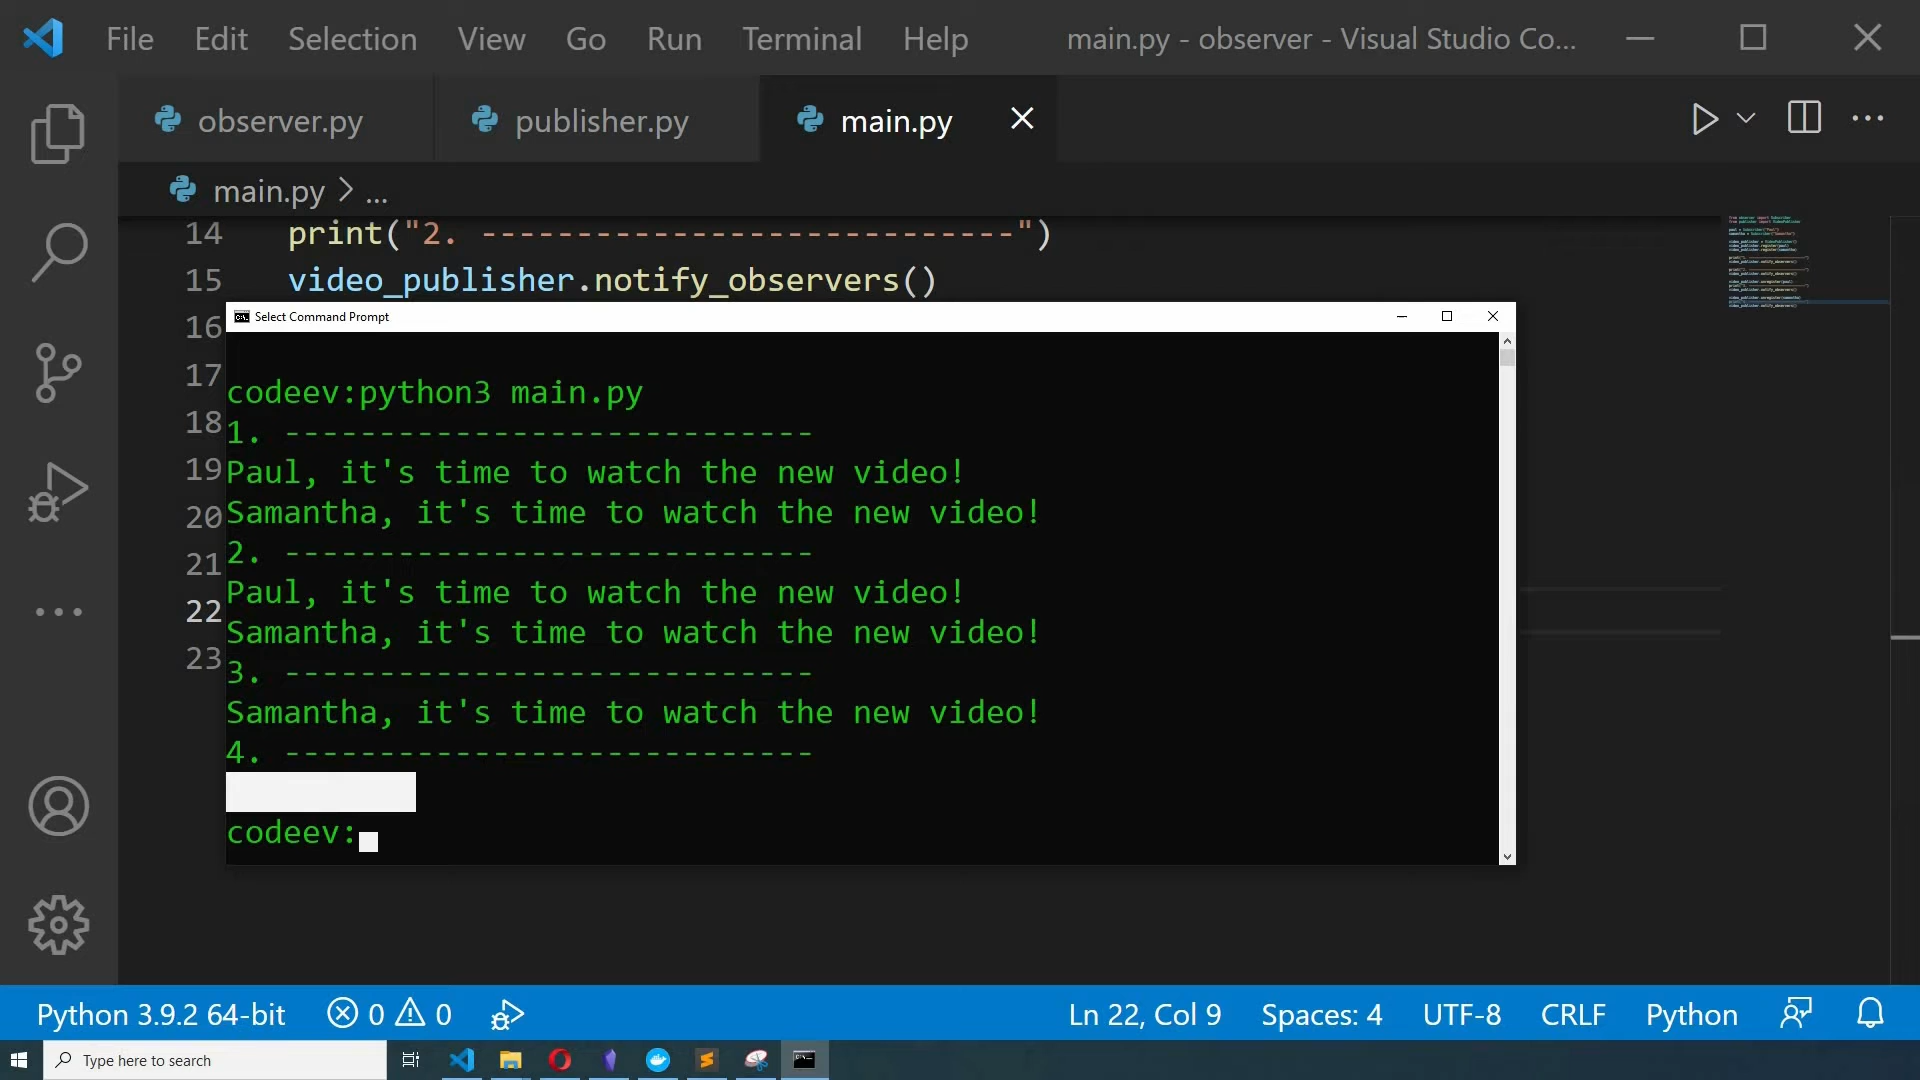 File Edit Selection View Go Run Terminal Help main.py - observer - Visual Studio Co...
observer.py publisher.py main.py
main.py > ...
14 print("2. ----------------------------")
15 video_publisher.notify_observers()
16
17
18
19
20
21
22
23
Select Command Prompt
codeev:python3 main.py
1. ----------------------------
Paul, it's time to watch the new video!
Samantha, it's time to watch the new video!
2. ----------------------------
Paul, it's time to watch the new video!
Samantha, it's time to watch the new video!
3. ----------------------------
Samantha, it's time to watch the new video!
4. ----------------------------
codeev:
Python 3.9.2 64-bit 0 0 Ln 22, Col 9 Spaces: 4 UTF-8 CRLF Python
Type here to search